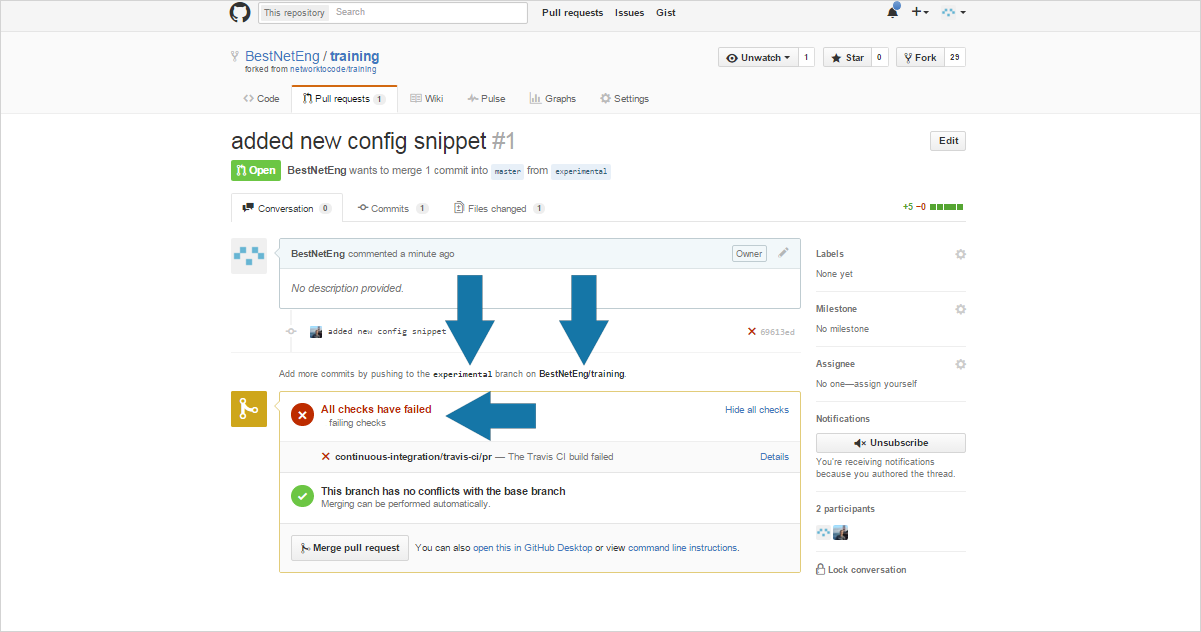 This repository Search Pull requests Issues Gist
BestNetEng / training Unwatch 1 Star 0 Fork 29
forked from networktocode/training
Code Pull requests 1 Wiki Pulse Graphs Settings
added new config snippet #1 Edit
Open BestNetEng wants to merge 1 commit into master from experimental
Conversation 0 Commits 1 Files changed 1 +5 −0
BestNetEng commented a minute ago Owner
No description provided.
added new config snippet 69613ed
Add more commits by pushing to the experimental branch on BestNetEng/training.
All checks have failed Hide all checks
failing checks
continuous-integration/travis-ci/pr — The Travis CI build failed Details
This branch has no conflicts with the base branch
Merging can be performed automatically.
Merge pull request You can also open this in GitHub Desktop or view command line instructions.
Labels
None yet
Milestone
No milestone
Assignee
No one—assign yourself
Notifications
Unsubscribe
You're receiving notifications
because you authored the thread.
2 participants
Lock conversation